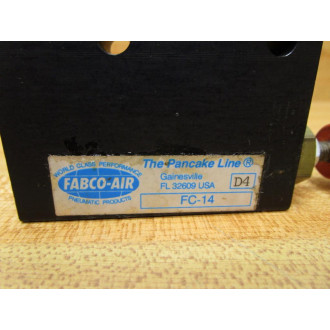 WORLD CLASS PERFORMANCE
FABCO-AIR
PNEUMATIC PRODUCTS
The Pancake Line®
Gainesville
FL 32609 USA
D4
FC-14